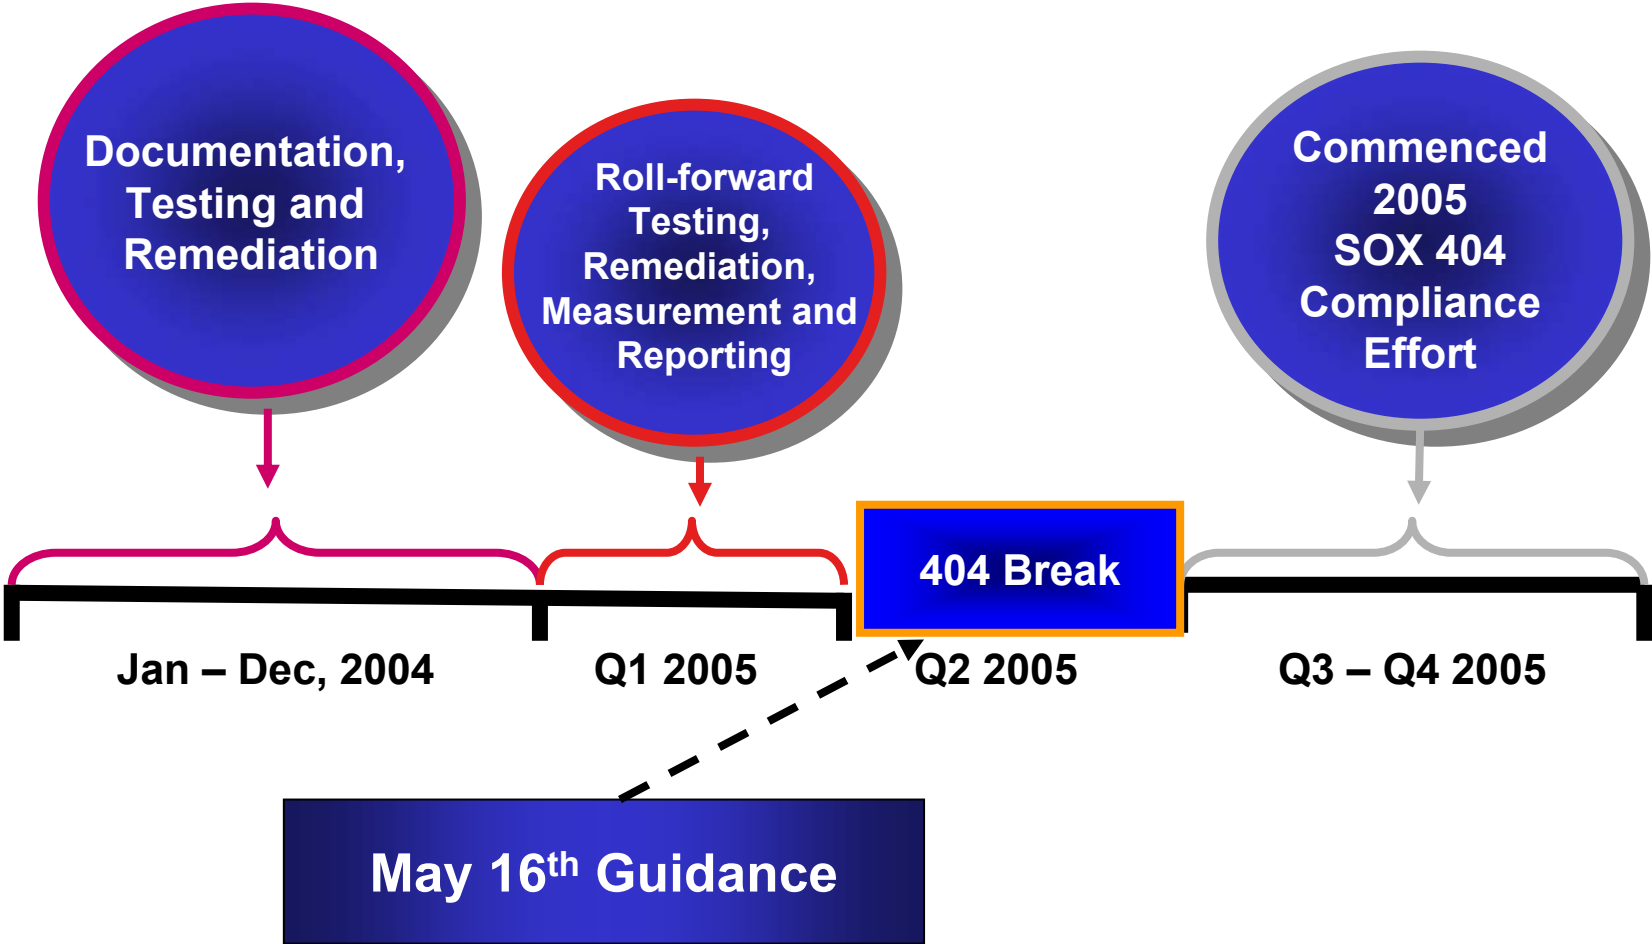 Documentation,
Testing and
Remediation
Roll-forward
Testing,
Remediation,
Measurement and
Reporting
Commenced
2005
SOX 404
Compliance
Effort
404 Break
Jan – Dec, 2004
Q1 2005
Q2 2005
Q3 – Q4 2005
May 16th Guidance